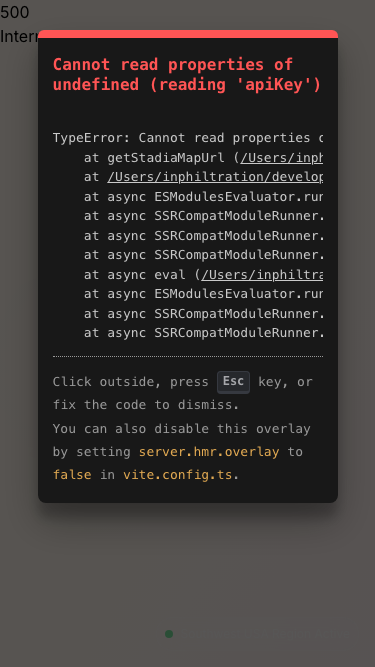 500
Cannot read properties of
undefined (reading 'apiKey')
TypeError: Cannot read properties
at getStadiaMapUrl (/Users/inph
at /Users/inphiltration/develop
at async ESModulesEvaluator.run
at async SSRCompatModuleRunner.
at async SSRCompatModuleRunner.
at async SSRCompatModuleRunner.
at async eval (/Users/inphiltra
at async ESModulesEvaluator.run
at async SSRCompatModuleRunner.
at async SSRCompatModuleRunner.
Click outside, press Esc key, or
fix the code to dismiss.
You can also disable this overlay
by setting server.hmr.overlay to
false in vite.config.ts.